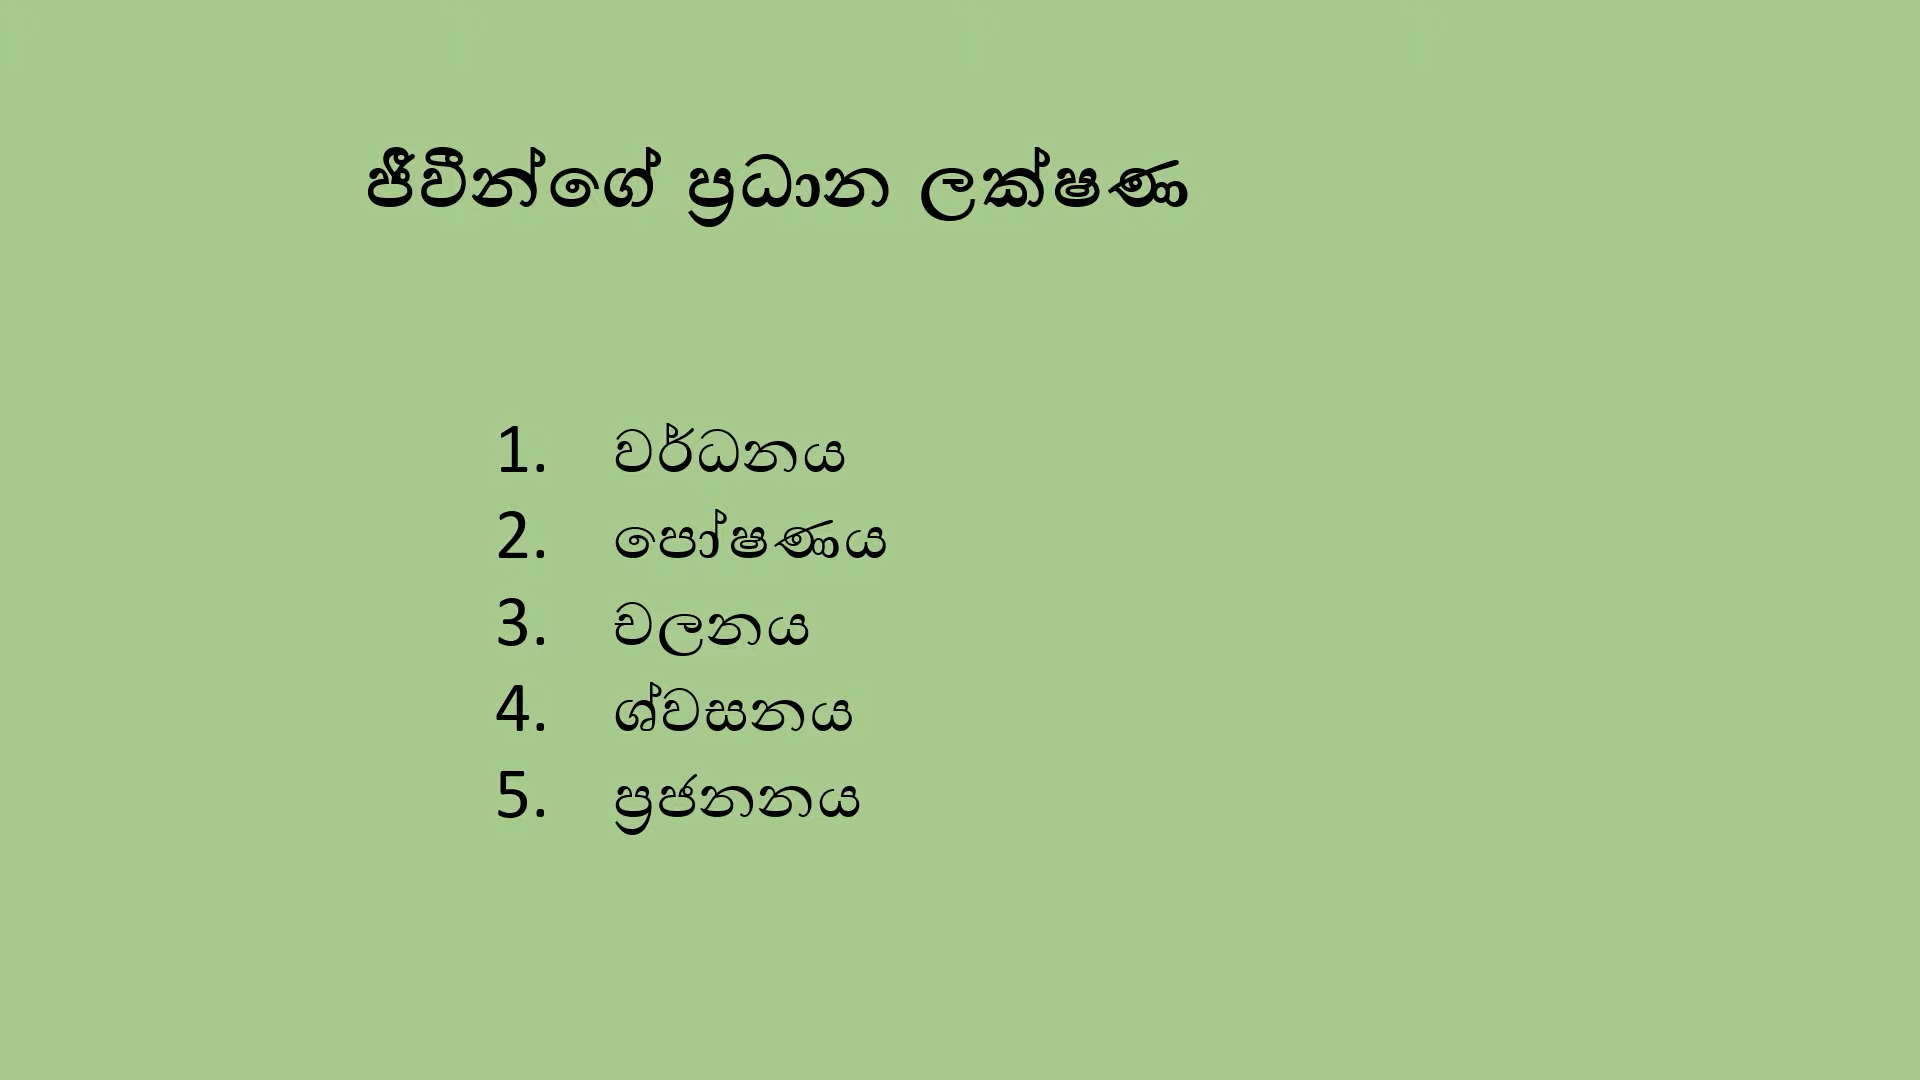 ජීවීන්ගේ ප්‍රධාන ලක්ෂණ
1. වර්ධනය
2. පෝෂණය
3. චලනය
4. ශ්වසනය
5. ප්‍රජනනය